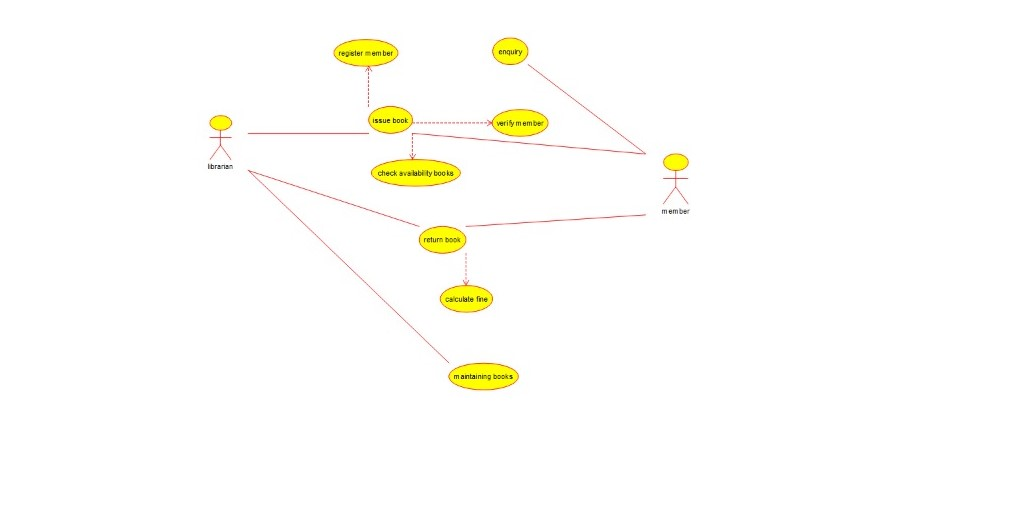 enquiry
register member
issue book
verify member
librarian
check availability books
member
return book
calculate fine
maintaining books